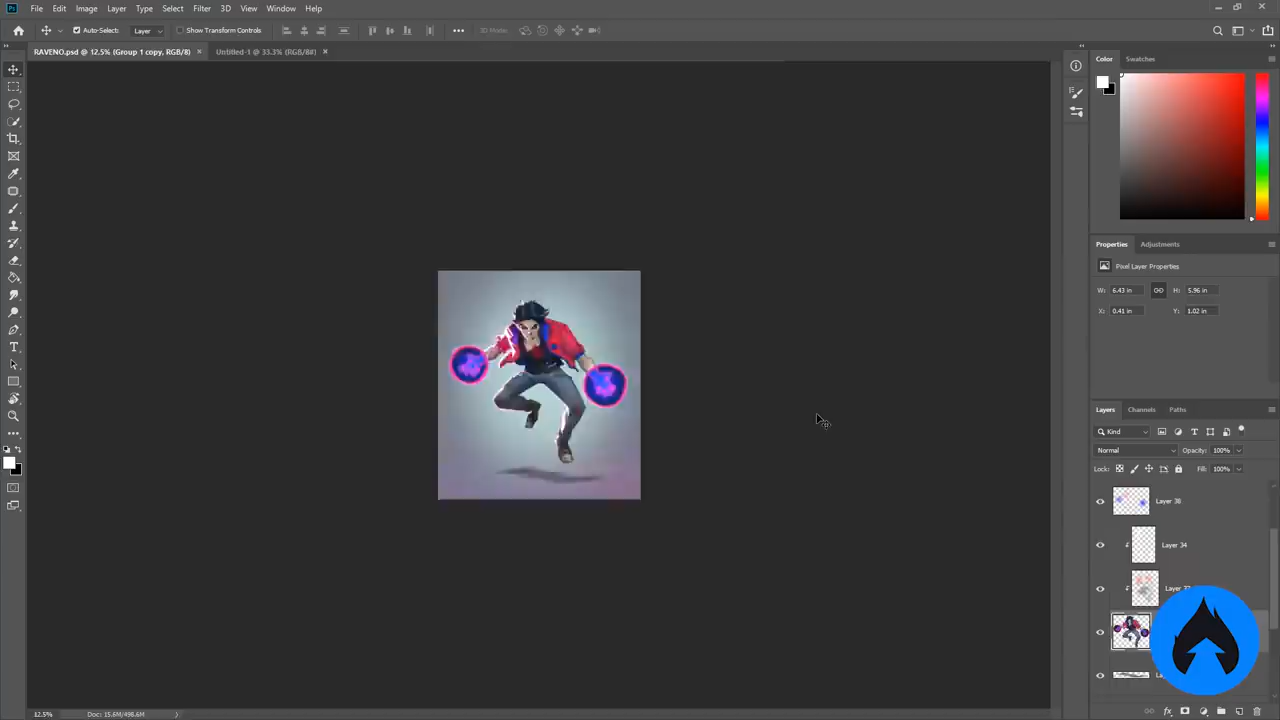 Ps File Edit Image Layer Type Select Filter 3D View Window Help
Auto-Select: Layer Show Transform Controls 3D Mode:
RAVENO.psd @ 12.5% (Group 1 copy, RGB/8) Untitled-1 @ 33.3% (RGB/8#)
Color Swatches
Properties Adjustments
Pixel Layer Properties
W: 6.43 in H: 5.96 in
X: 0.41 in Y: 1.02 in
Layers Channels Paths
Kind
Normal Opacity: 100%
Lock: Fill: 100%
Layer 38
Layer 34
12.5% Doc: 15.6M/498.6M